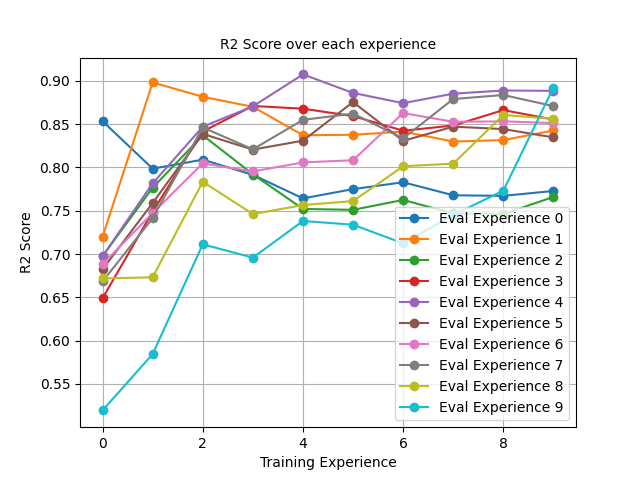 R2 Score over each experience
R2 Score
0.90
0.85
0.80
0.75
0.70
0.65
0.60
0.55
0 2 4 6 8
Training Experience
Eval Experience 0
Eval Experience 1
Eval Experience 2
Eval Experience 3
Eval Experience 4
Eval Experience 5
Eval Experience 6
Eval Experience 7
Eval Experience 8
Eval Experience 9